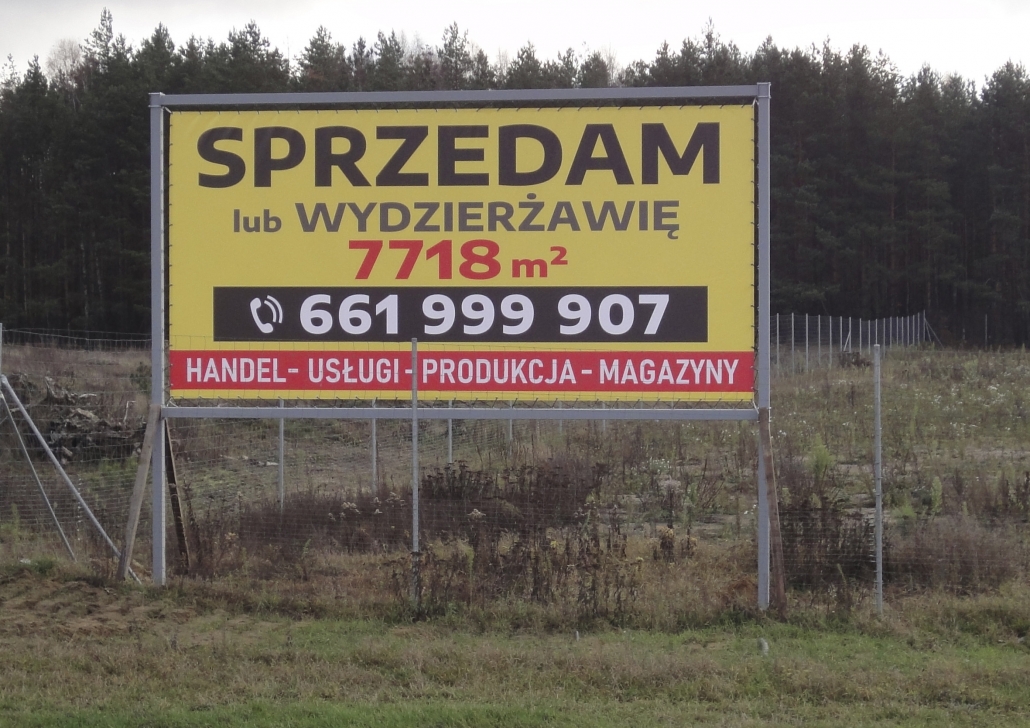 SPRZEDAM
lub WYDZIERŻAWIĘ
7718 m²
661 999 907
HANDEL - USŁUGI - PRODUKCJA - MAGAZYNY